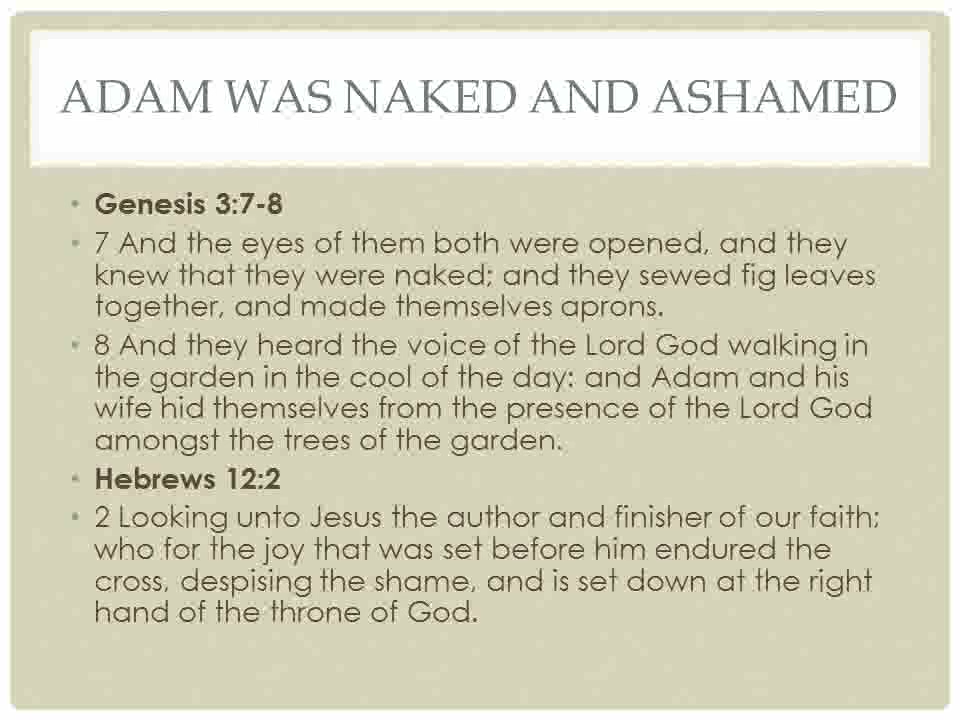 ADAM WAS NAKED AND ASHAMED
• Genesis 3:7-8
• 7 And the eyes of them both were opened, and they
knew that they were naked; and they sewed fig leaves
together, and made themselves aprons.
• 8 And they heard the voice of the Lord God walking in
the garden in the cool of the day: and Adam and his
wife hid themselves from the presence of the Lord God
amongst the trees of the garden.
• Hebrews 12:2
• 2 Looking unto Jesus the author and finisher of our faith;
who for the joy that was set before him endured the
cross, despising the shame, and is set down at the right
hand of the throne of God.